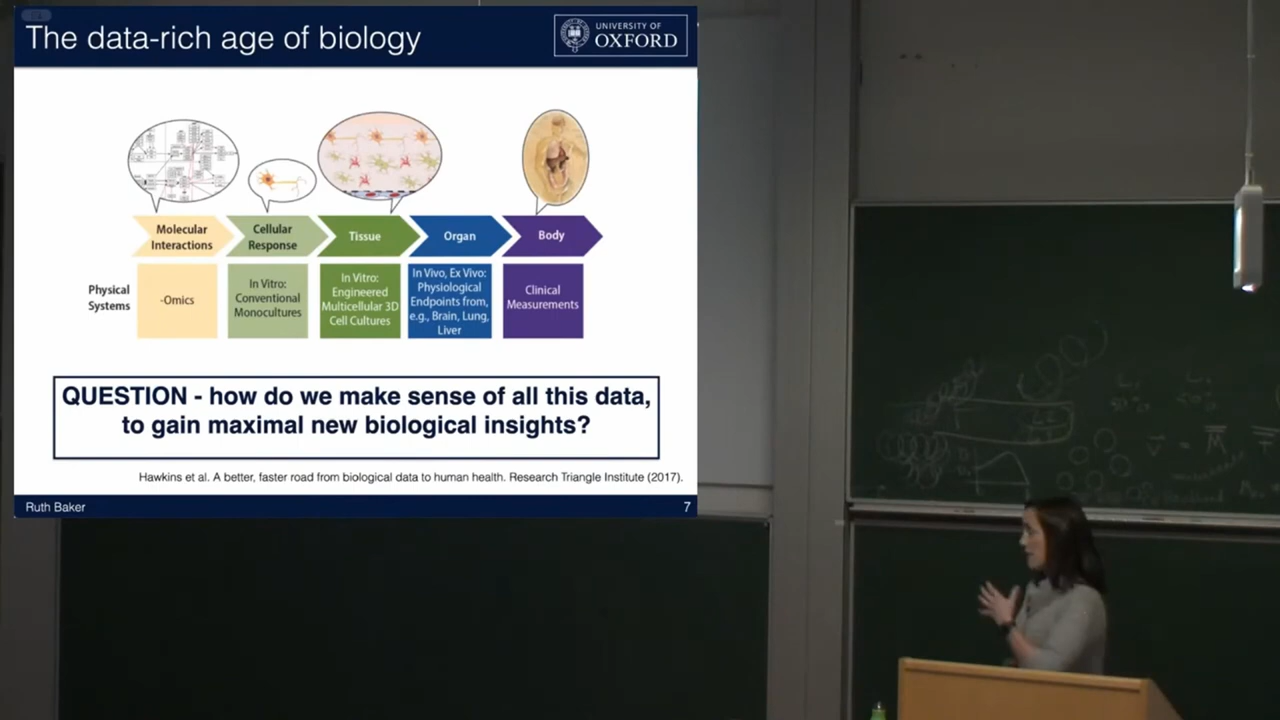 The data-rich age of biology
UNIVERSITY OF
OXFORD
Molecular
Interactions
Cellular
Response
Tissue
Organ
Body
Physical
Systems
-Omics
In Vitro:
Conventional
Monocultures
In Vitro:
Engineered
Multicellular 3D
Cell Cultures
In Vivo, Ex Vivo:
Physiological
Endpoints from,
e.g., Brain, Lung,
Liver
Clinical
Measurements
QUESTION - how do we make sense of all this data,
to gain maximal new biological insights?
Hawkins et al. A better, faster road from biological data to human health. Research Triangle Institute (2017).
Ruth Baker
7